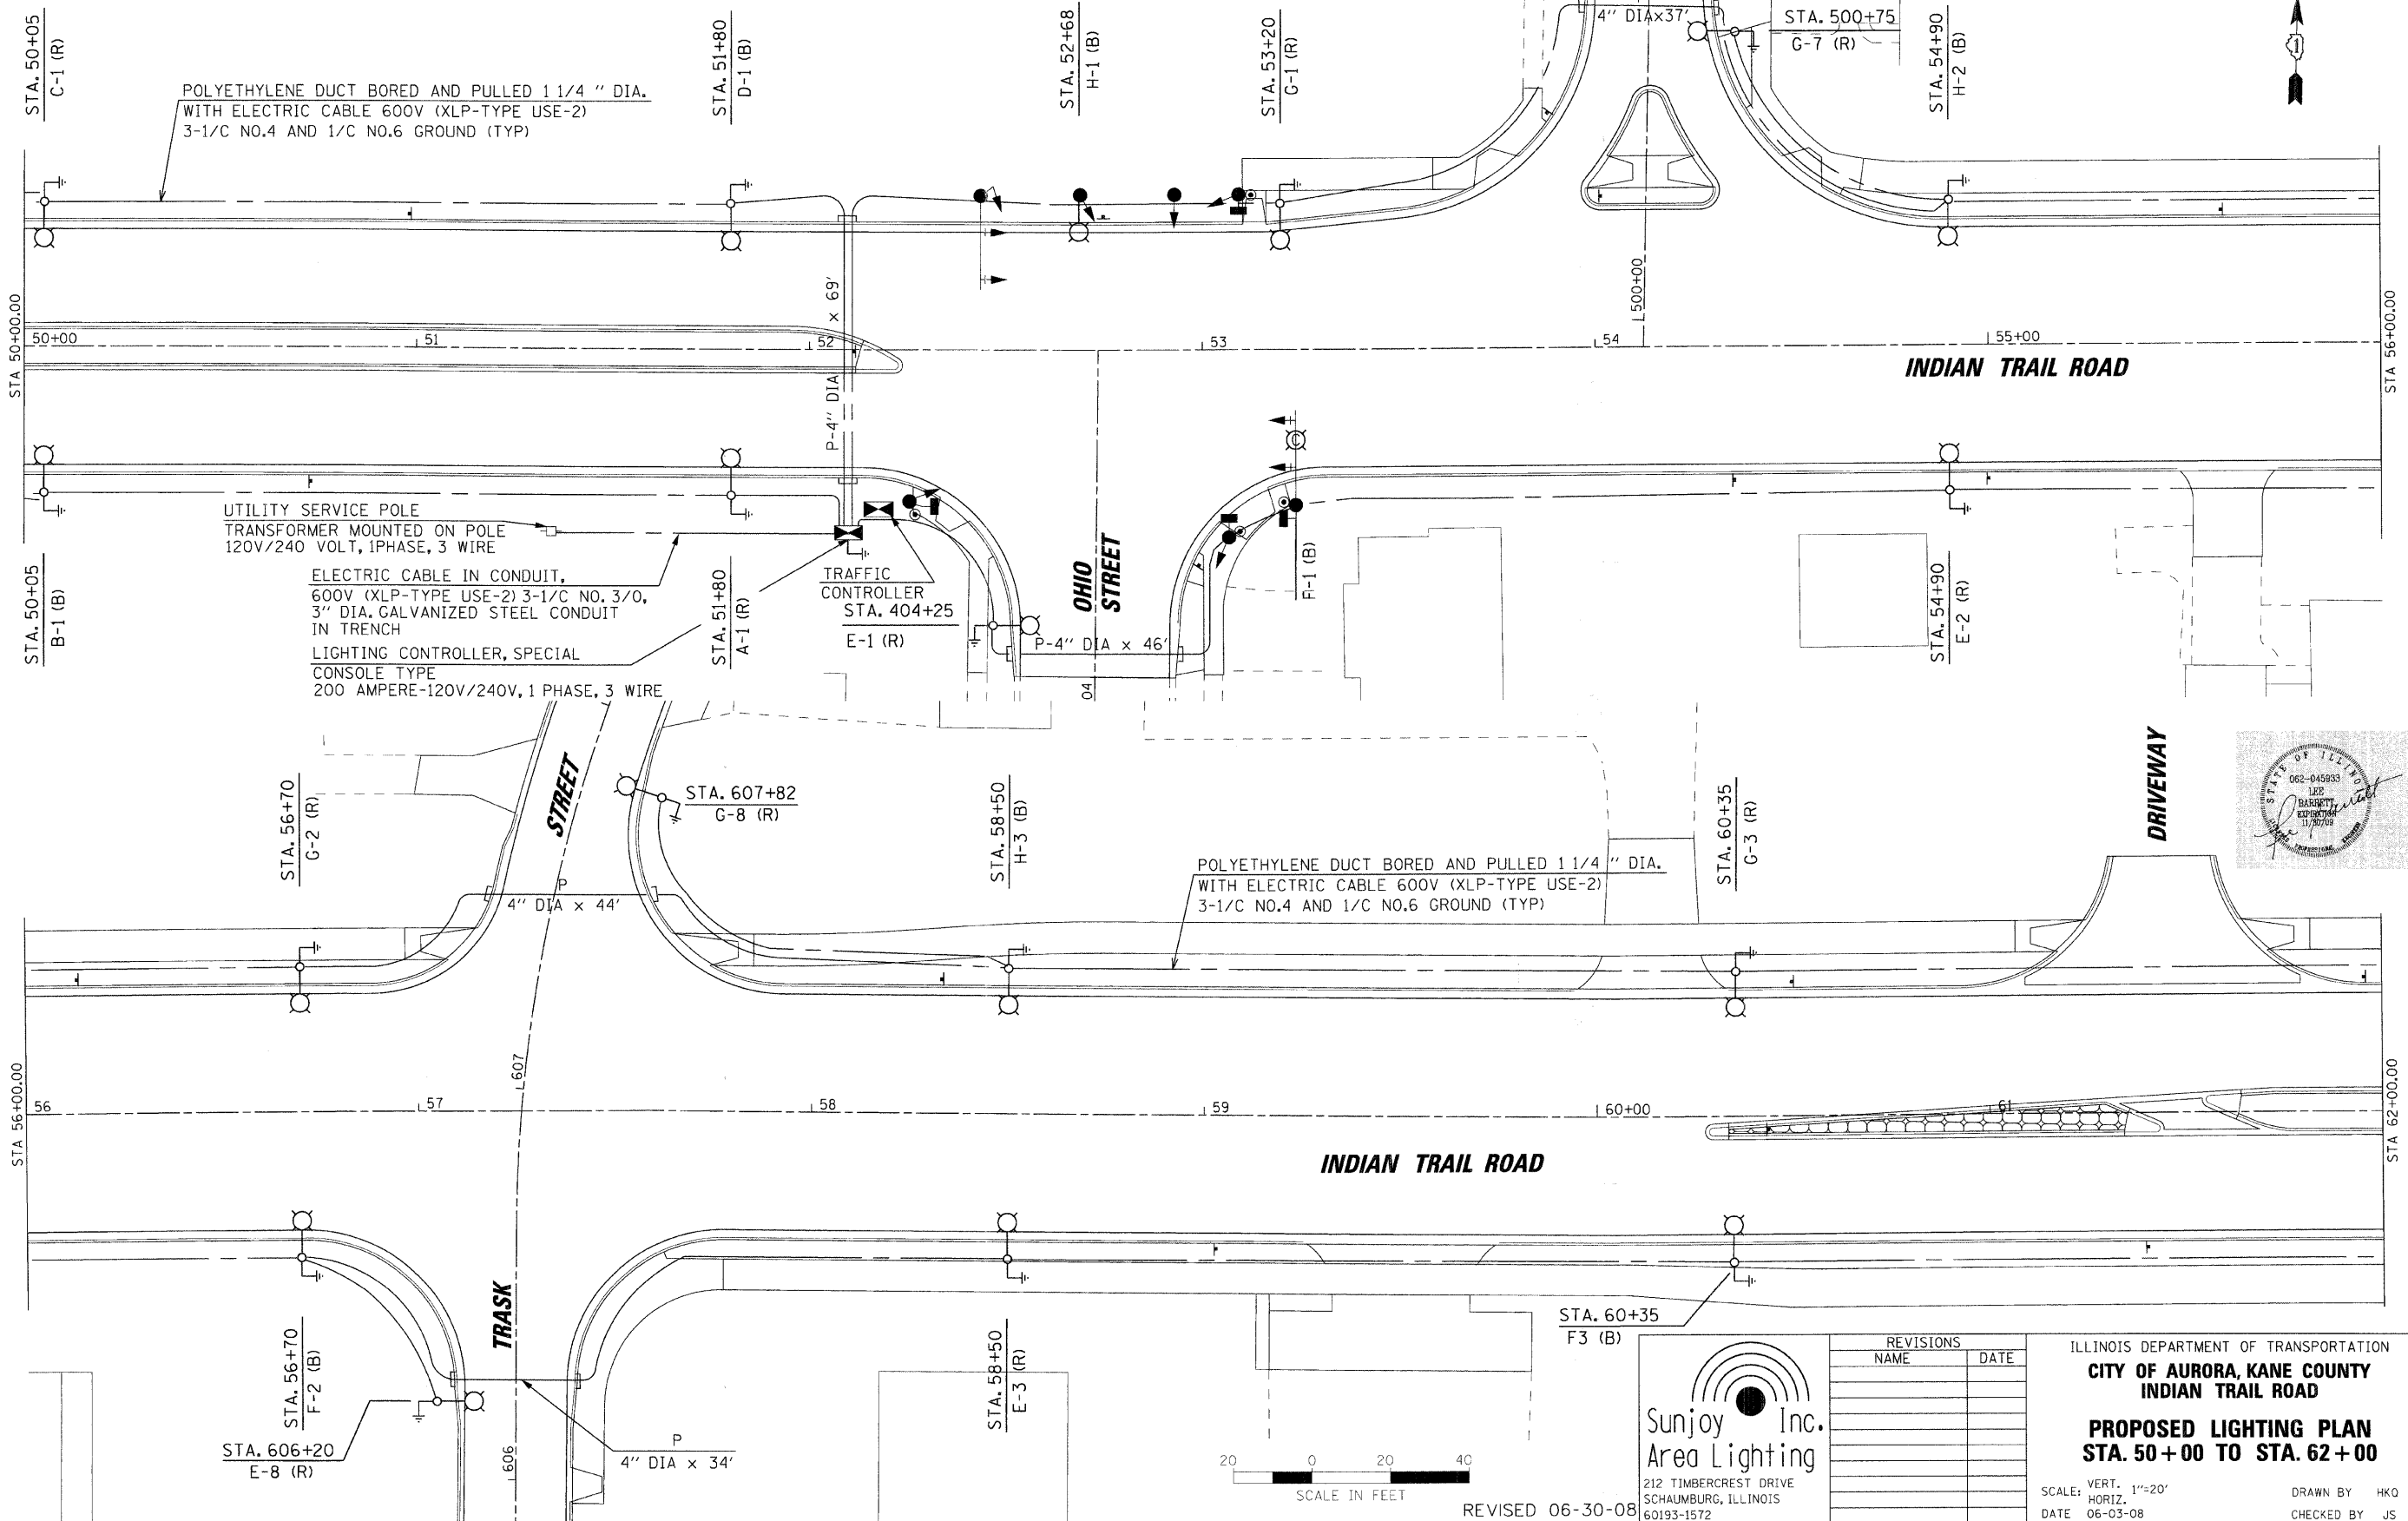 STA. 50+05
C-1 (R)
POLYETHYLENE DUCT BORED AND PULLED 1 1/4 " DIA.
WITH ELECTRIC CABLE 600V (XLP-TYPE USE-2)
3-1/C NO.4 AND 1/C NO.6 GROUND (TYP)
STA. 51+80
D-1 (B)
STA. 52+68
H-1 (B)
STA. 53+20
G-1 (R)
4" DIAx37'
STA. 500+75
G-7 (R)
STA. 54+90
H-2 (B)
1
STA 50+00.00
50+00
51
52
53
54
55+00
500+00
P-4" DIA x 69'
INDIAN TRAIL ROAD
STA 56+00.00
C
UTILITY SERVICE POLE
TRANSFORMER MOUNTED ON POLE
120V/240 VOLT, 1PHASE, 3 WIRE
ELECTRIC CABLE IN CONDUIT,
600V (XLP-TYPE USE-2) 3-1/C NO. 3/0,
3" DIA. GALVANIZED STEEL CONDUIT
IN TRENCH
LIGHTING CONTROLLER, SPECIAL
CONSOLE TYPE
200 AMPERE-120V/240V, 1 PHASE, 3 WIRE
STA. 50+05
B-1 (B)
STA. 51+80
A-1 (R)
TRAFFIC
CONTROLLER
STA. 404+25
E-1 (R)
OHIO
STREET
P-4" DIA x 46'
04
F-1 (B)
STA. 54+90
E-2 (R)
STREET
STA. 56+70
G-2 (R)
STA. 607+82
G-8 (R)
P
4" DIA x 44'
STA. 58+50
H-3 (B)
POLYETHYLENE DUCT BORED AND PULLED 1 1/4 " DIA.
WITH ELECTRIC CABLE 600V (XLP-TYPE USE-2)
3-1/C NO.4 AND 1/C NO.6 GROUND (TYP)
STA. 60+35
G-3 (R)
DRIVEWAY
STATE OF ILLINOIS
062-045933
LEE
BARRETT
EXPIRATION
11/30/09
STA 56+00.00
56
57
58
59
60+00
61
607
INDIAN TRAIL ROAD
STA 62+00.00
TRASK
606
STA. 56+70
F-2 (B)
STA. 606+20
E-8 (R)
P
4" DIA x 34'
STA. 58+50
E-3 (R)
STA. 60+35
F3 (B)
20 0 20 40
SCALE IN FEET
REVISED 06-30-08
Sunjoy Inc.
Area Lighting
212 TIMBERCREST DRIVE
SCHAUMBURG, ILLINOIS
60193-1572
REVISIONS
NAME DATE
ILLINOIS DEPARTMENT OF TRANSPORTATION
CITY OF AURORA, KANE COUNTY
INDIAN TRAIL ROAD
PROPOSED LIGHTING PLAN
STA. 50+00 TO STA. 62+00
SCALE: VERT. 1"=20'
HORIZ.
DATE 06-03-08
DRAWN BY HKQ
CHECKED BY JS